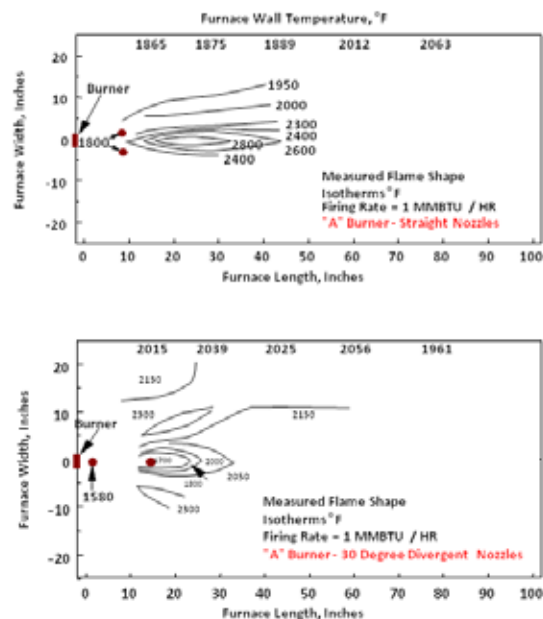 Furnace Wall Temperature, °F
1865 1875 1889 2012 2063
20
10
0
-10
-20
Furnace Width, Inches
Burner
1800
1950
2000
2300
2400
2800
2600
2400
Measured Flame Shape
Isotherms °F
Firing Rate = 1 MMBTU / HR
"A" Burner - Straight Nozzles
0 10 20 30 40 50 60 70 80 90 100
Furnace Length, Inches
2015 2039 2025 2056 1961
20
10
0
-10
-20
Furnace Width, Inches
2150
2300
2150
Burner
2000
1800
2050
1580
2300
Measured Flame Shape
Isotherms °F
Firing Rate = 1 MMBTU / HR
"A" Burner - 30 Degree Divergent Nozzles
0 10 20 30 40 50 60 70 80 90 100
Furnace Length, Inches